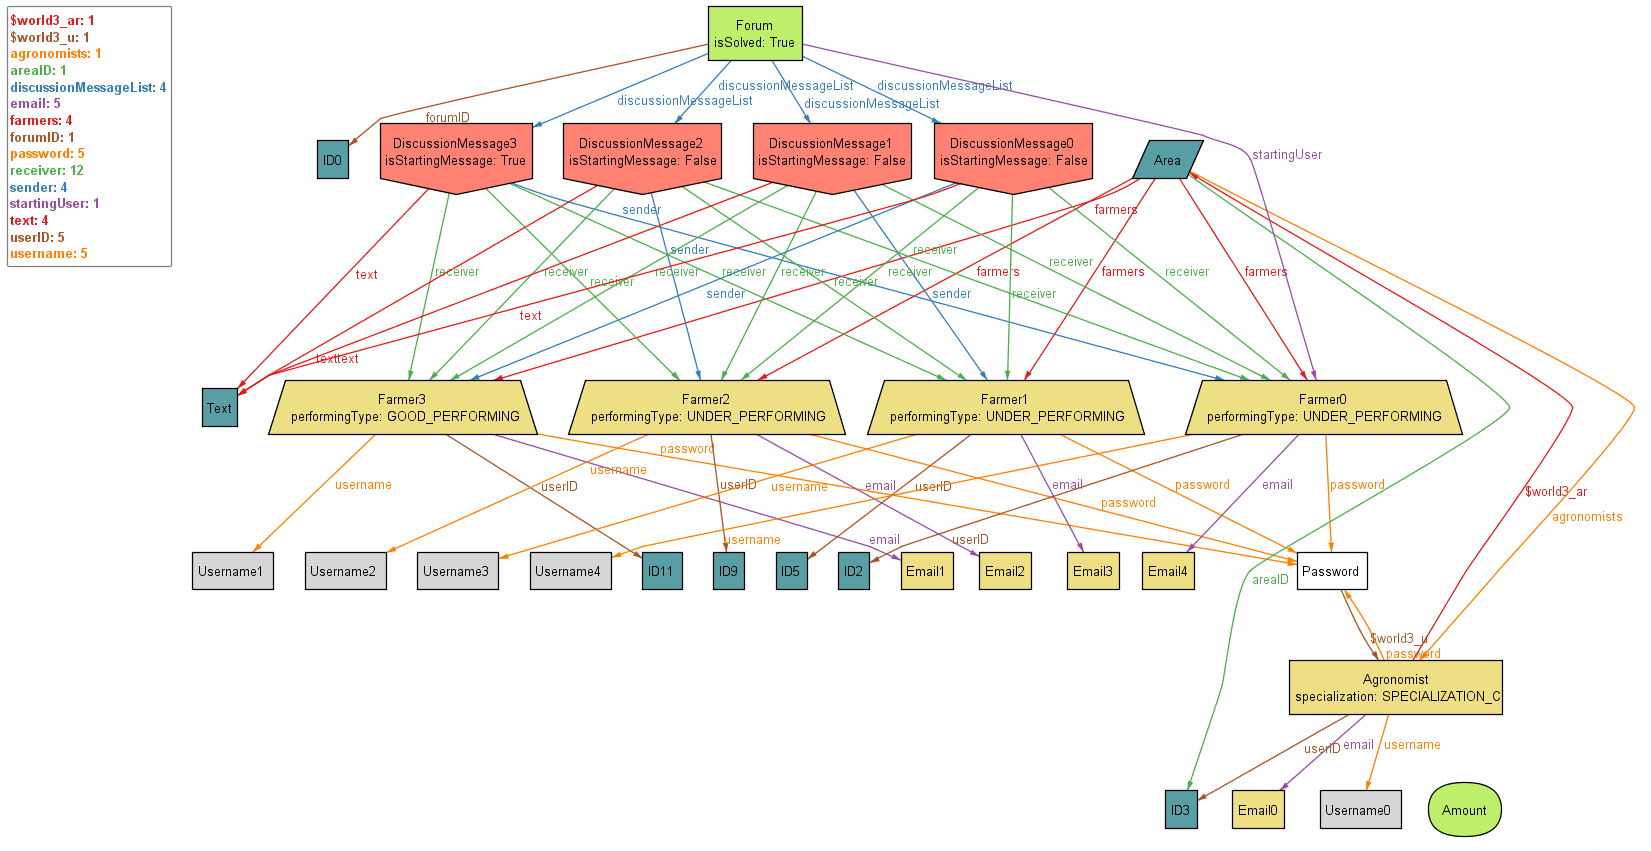 $world3_ar: 1
$world3_u: 1
agronomists: 1
areaID: 1
discussionMessageList: 4
email: 5
farmers: 4
forumID: 1
password: 5
receiver: 12
sender: 4
startingUser: 1
text: 4
userID: 5
username: 5
Forum
isSolved: True
discussionMessageList
discussionMessageList
discussionMessageList
discussionMessageList
forumID
ID0
DiscussionMessage3
isStartingMessage: True
DiscussionMessage2
isStartingMessage: False
DiscussionMessage1
isStartingMessage: False
DiscussionMessage0
isStartingMessage: False
Area
startingUser
sender
farmers
sender
receiver
receiver
text
receiver
receiver
receiver
receiver
receiver
receiver
farmers
farmers
receiver
farmers
receiver
receiver
sender
sender
receiver
text
text
text
Text
Farmer3
performingType: GOOD_PERFORMING
Farmer2
performingType: UNDER_PERFORMING
Farmer1
performingType: UNDER_PERFORMING
Farmer0
performingType: UNDER_PERFORMING
password
username
username
userID
userID
username
email
userID
email
password
email
password
password
$world3_ar
agronomists
username
email
userID
Username1
Username2
Username3
Username4
ID11
ID9
ID5
ID2
Email1
Email2
Email3
Email4
Password
areaID
$world3_u
password
Agronomist
specialization: SPECIALIZATION_C
userID
email
username
ID3
Email0
Username0
Amount